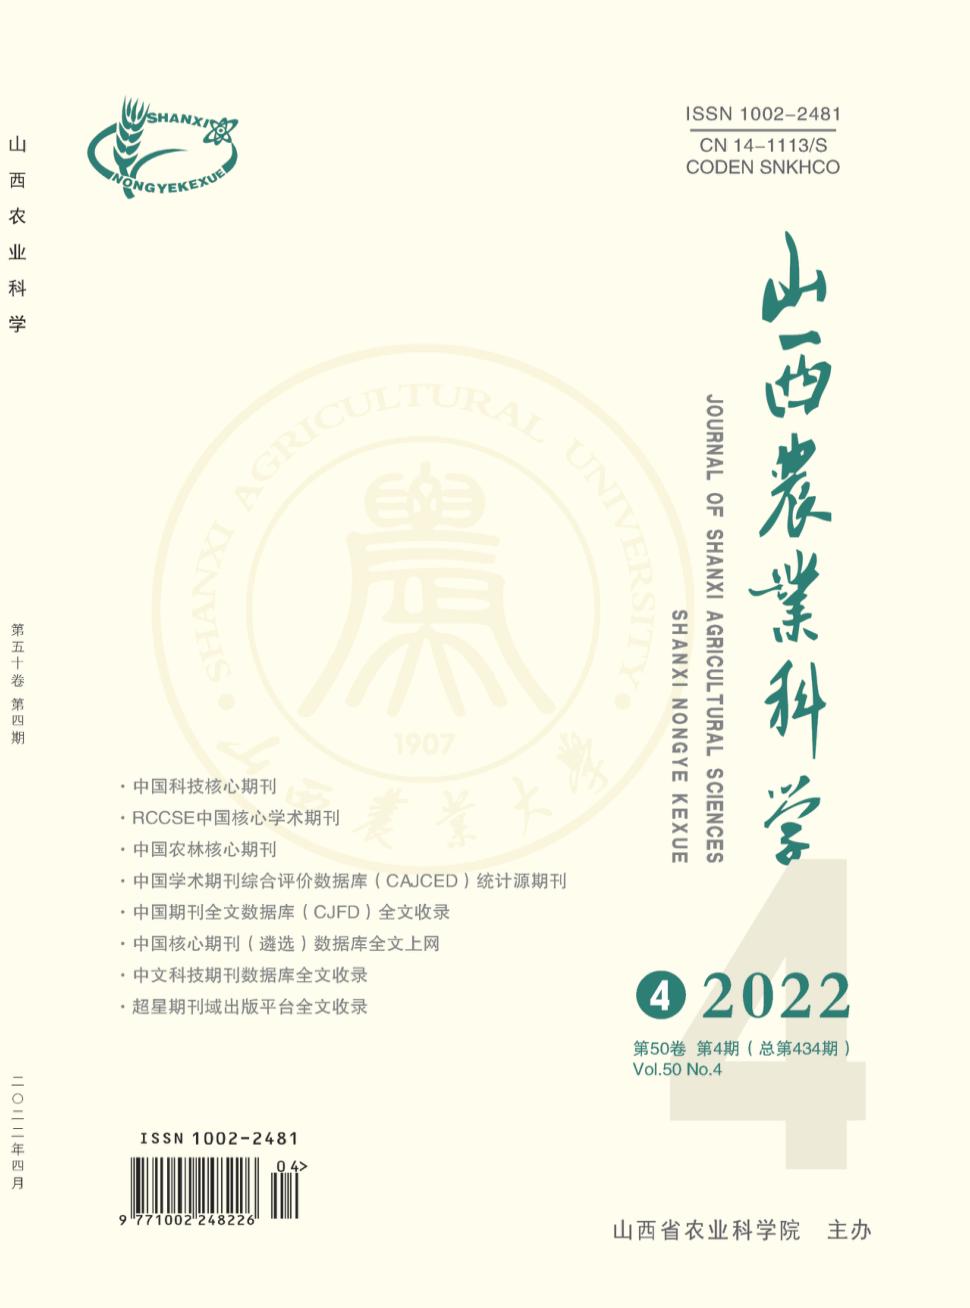 山西农业科学
第五十卷 第四期
二〇二二年四月
SHANXI
NONGYEKEXUE
ISSN 1002-2481
CN 14-1113/S
CODEN SNKHCO
山西農業科学
JOURNAL OF SHANXI AGRICULTURAL SCIENCES
SHANXI NONGYE KEXUE
·SHANXI AGRICULTURAL UNIVERSITY·
1907
山西農業大學
·中国科技核心期刊
·RCCSE中国核心学术期刊
·中国农林核心期刊
·中国学术期刊综合评价数据库(CAJCED)统计源期刊
·中国期刊全文数据库(CJFD)全文收录
·中国核心期刊(遴选)数据库全文上网
·中文科技期刊数据库全文收录
·超星期刊域出版平台全文收录
4
4 2022
第50卷 第4期(总第434期)
Vol.50 No.4
ISSN 1002-2481
04>
9 771002 248226
山西省农业科学院 主办